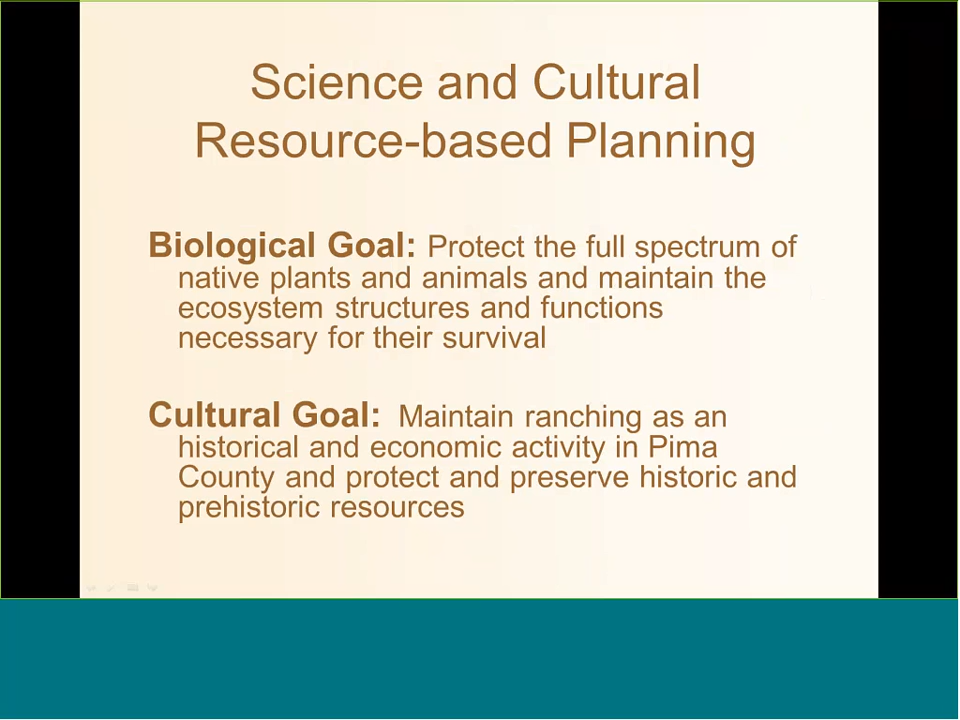 Science and Cultural
Resource-based Planning
Biological Goal: Protect the full spectrum of
native plants and animals and maintain the
ecosystem structures and functions
necessary for their survival
Cultural Goal: Maintain ranching as an
historical and economic activity in Pima
County and protect and preserve historic and
prehistoric resources